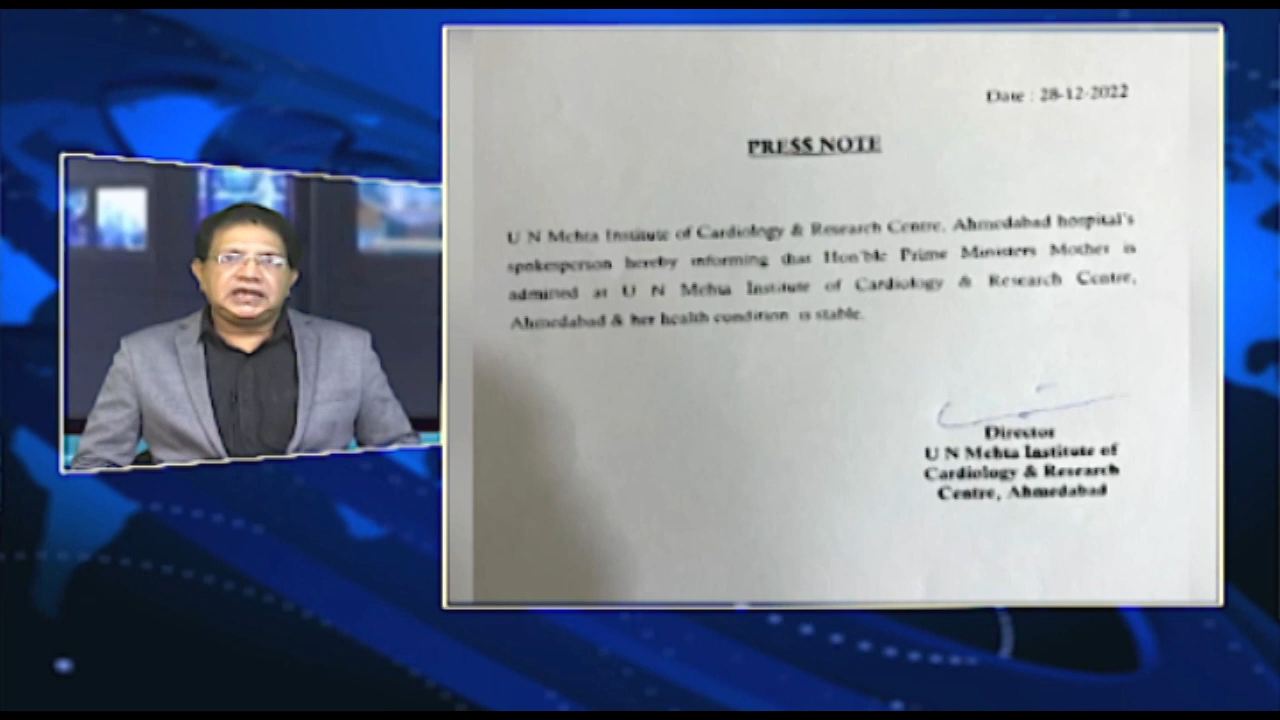 Date : 28-12-2022
PRESS NOTE
U N Mehta Institute of Cardiology & Research Centre, Ahmedabad hospital's
spokesperson hereby informing that Hon'ble Prime Ministers Mother is
admitted at U N Mehta Institute of Cardiology & Research Centre,
Ahmedabad & her health condition is stable.
Director
U N Mehta Institute of
Cardiology & Research
Centre, Ahmedabad